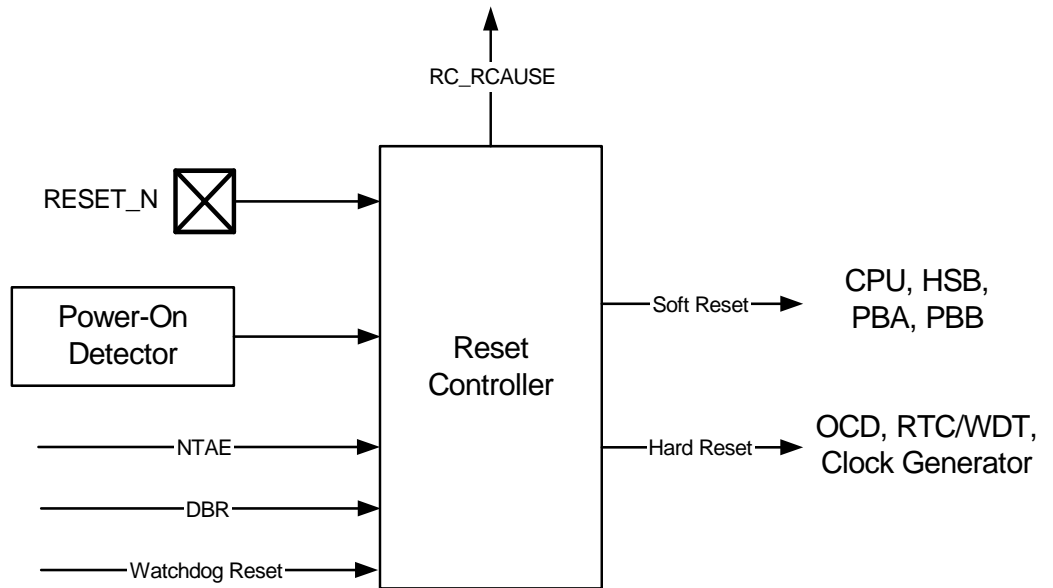 RC_RCAUSE
RESET_N
Power-On
Detector
NTAE
DBR
Watchdog Reset
Reset
Controller
Soft Reset
Hard Reset
CPU, HSB,
PBA, PBB
OCD, RTC/WDT,
Clock Generator